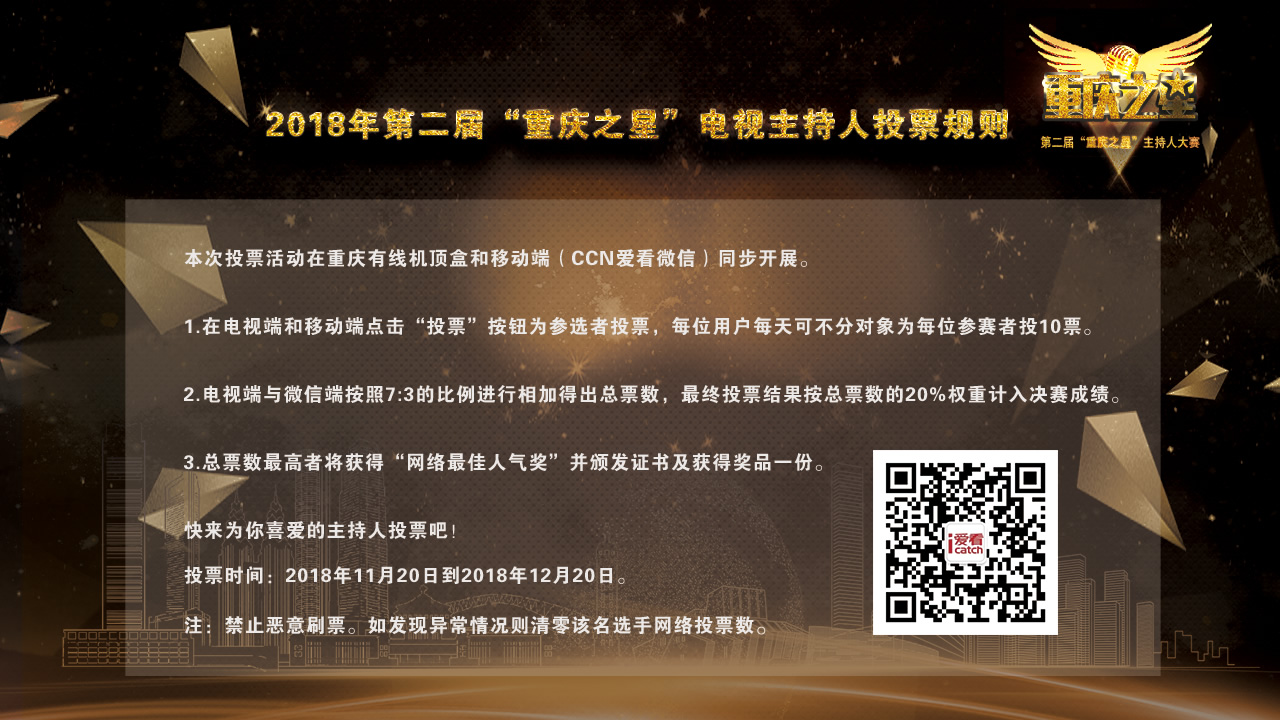 重庆之星
第二届“重庆之星”主持人大赛
2018年第二届“重庆之星”电视主持人投票规则
本次投票活动在重庆有线机顶盒和移动端（CCN爱看微信）同步开展。
1.在电视端和移动端点击“投票”按钮为参选者投票，每位用户每天可不分对象为每位参赛者投10票。
2.电视端与微信端按照7:3的比例进行相加得出总票数，最终投票结果按总票数的20%权重计入决赛成绩。
3.总票数最高者将获得“网络最佳人气奖”并颁发证书及获得奖品一份。
快来为你喜爱的主持人投票吧！
投票时间：2018年11月20日到2018年12月20日。
注：禁止恶意刷票。如发现异常情况则清零该名选手网络投票数。
i爱看
catch